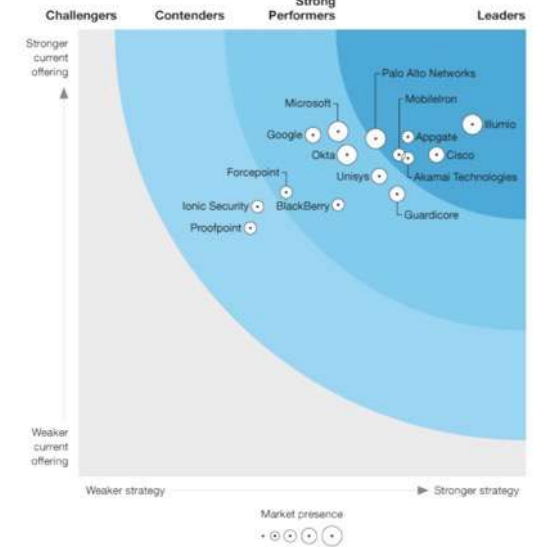 Challengers
Contenders
Strong
Performers
Leaders
Stronger
current
offering
Palo Alto Networks
Microsoft
MobileIron
Google
Appgate
Illumio
Okta
Cisco
Forcepoint
Unisys
Akamai Technologies
Ionic Security
BlackBerry
Guardicore
Proofpoint
Weaker
current
offering
Weaker strategy
Stronger strategy
Market presence